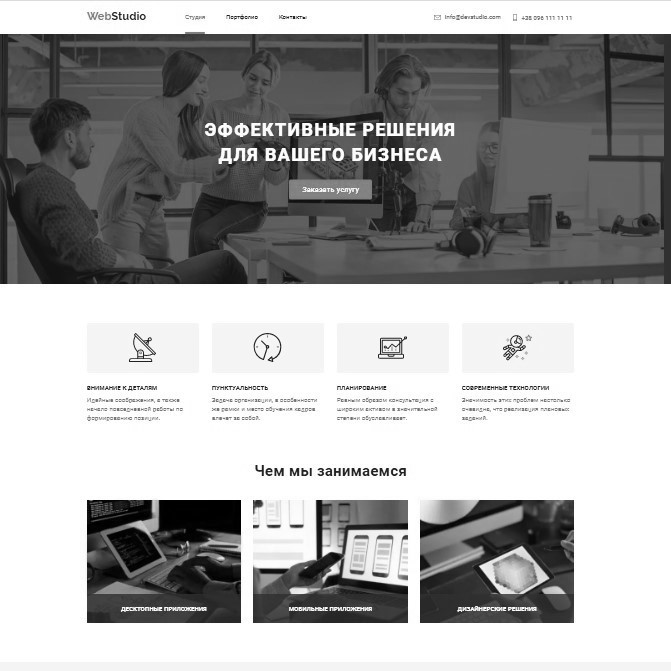 WebStudio
Студия
Портфолио
Контакты
info@devstudio.com
+38 096 111 11 11
ЭФФЕКТИВНЫЕ РЕШЕНИЯ
ДЛЯ ВАШЕГО БИЗНЕСА
Заказать услугу
ВНИМАНИЕ К ДЕТАЛЯМ
Идейные соображения, а также
начало повседневной работы по
формированию позиции.
ПУНКТУАЛЬНОСТЬ
Задача организации, в особенности
же рамки и место обучения кадров
влечет за собой.
ПЛАНИРОВАНИЕ
Равным образом консультация с
широким активом в значительной
степени обуславливает.
СОВРЕМЕННЫЕ ТЕХНОЛОГИИ
Значимость этих проблем настолько
очевидна, что реализация плановых
заданий.
Чем мы занимаемся
ДЕСКТОПНЫЕ ПРИЛОЖЕНИЯ
МОБИЛЬНЫЕ ПРИЛОЖЕНИЯ
ДИЗАЙНЕРСКИЕ РЕШЕНИЯ